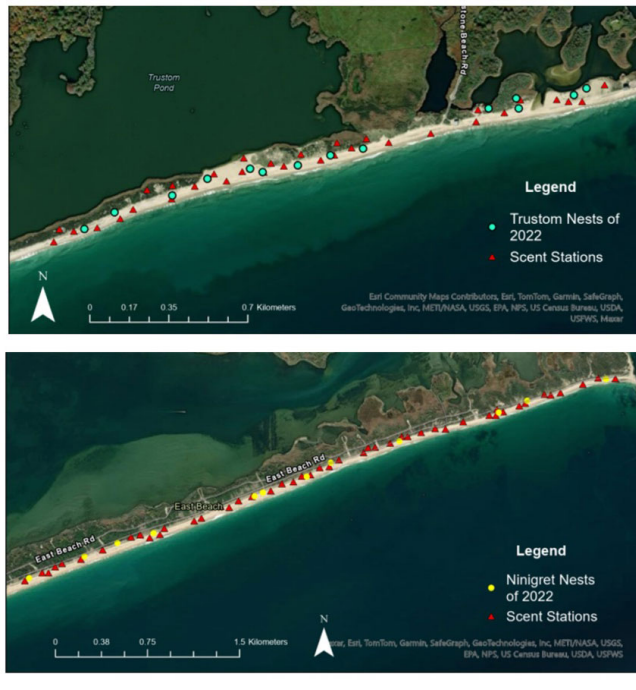 Trustom
Pond
stone Beach Rd
Legend
Trustom Nests of
2022
Scent Stations
N
0 0.17 0.35 0.7 Kilometers
Esri Community Maps Contributors, Esri, TomTom, Garmin, SafeGraph,
GeoTechnologies, Inc, METI/NASA, USGS, EPA, NPS, US Census Bureau, USDA,
USFWS, Maxar
East Beach Rd
East Beach
East Beach Rd
Legend
Ninigret Nests
of 2022
Scent Stations
N
0 0.38 0.75 1.5 Kilometers
ar, Esri, TomTom, Garmin, SafeGraph, GeoTechnologies, Inc, METI/NASA, USGS,
EPA, NPS, US Census Bureau, USDA, USFWS